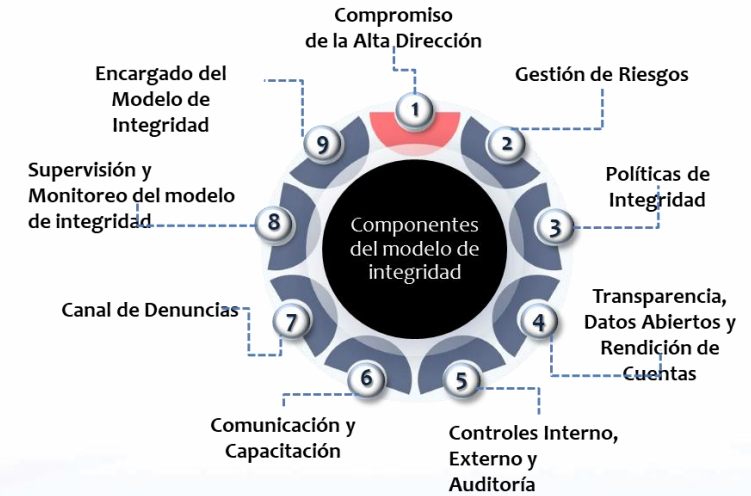 Compromiso
de la Alta Dirección
1
Gestión de Riesgos
2
Políticas de
Integridad
3
Transparencia,
Datos Abiertos y
Rendición de
Cuentas
4
Controles Interno,
Externo y
Auditoría
5
Comunicación y
Capacitación
6
Canal de Denuncias
7
Supervisión y
Monitoreo del modelo
de integridad
8
Encargado del
Modelo de
Integridad
9
Componentes
del modelo de
integridad